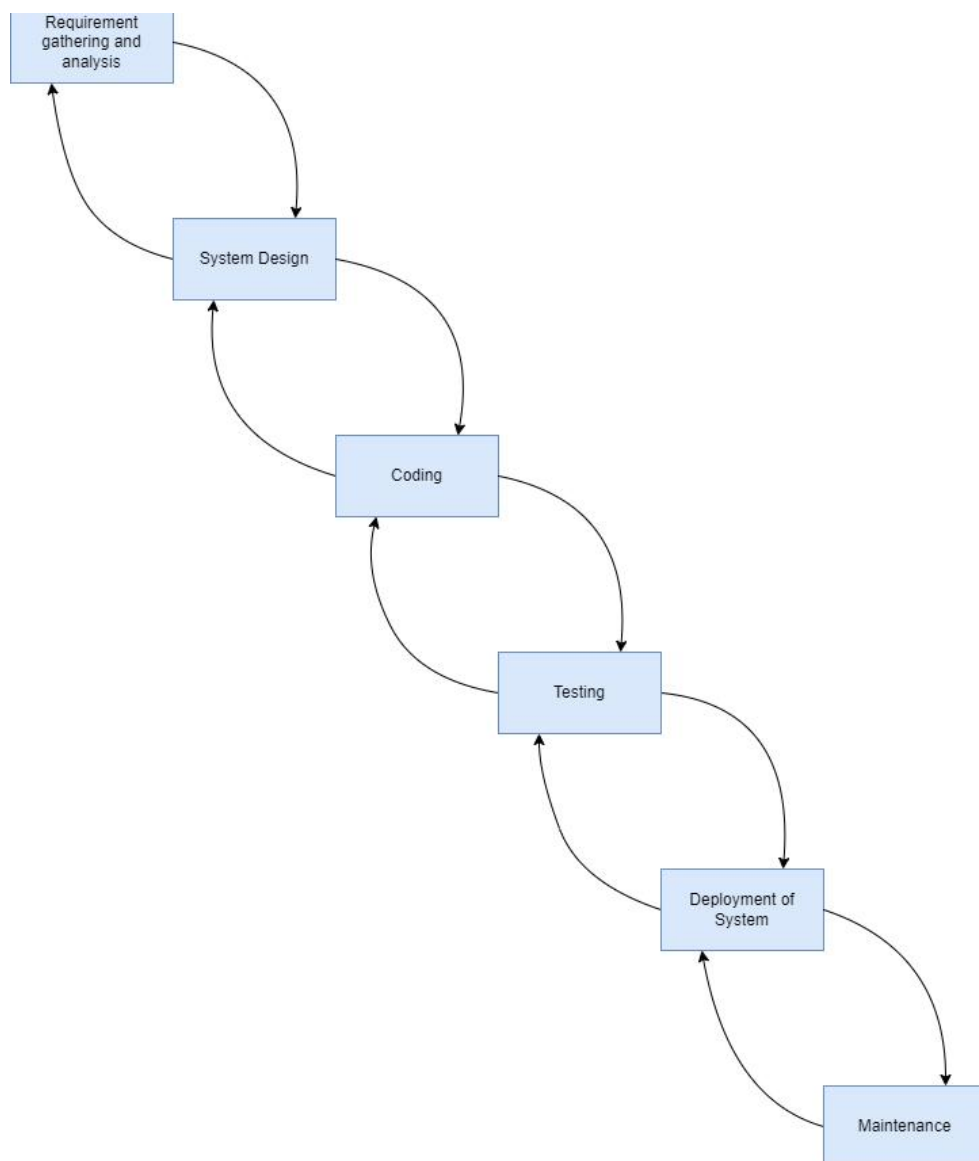 Requirement
gathering and
analysis
System Design
Coding
Testing
Deployment of
System
Maintenance